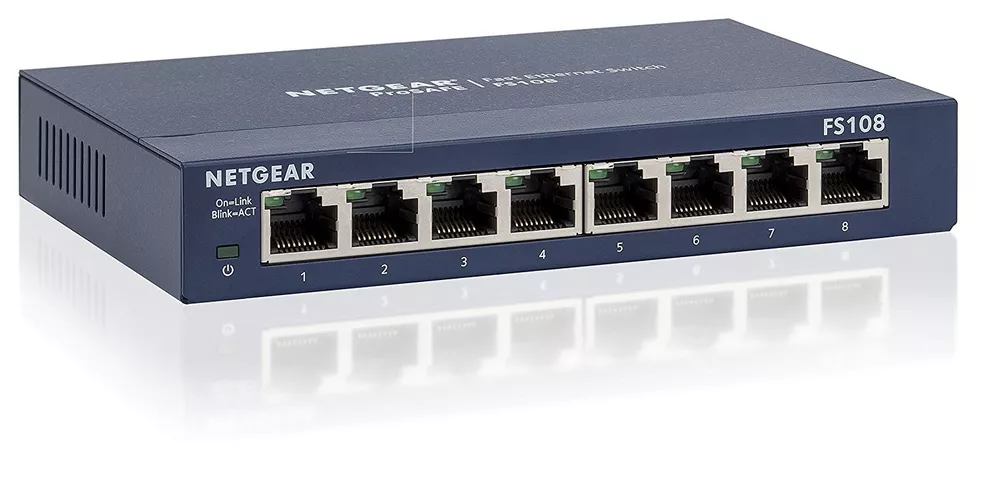 NETGEAR® | Fast Ethernet Switch
ProSAFE | FS108
FS108
NETGEAR
On=Link
Blink=ACT
1 2 3 4 5 6 7 8